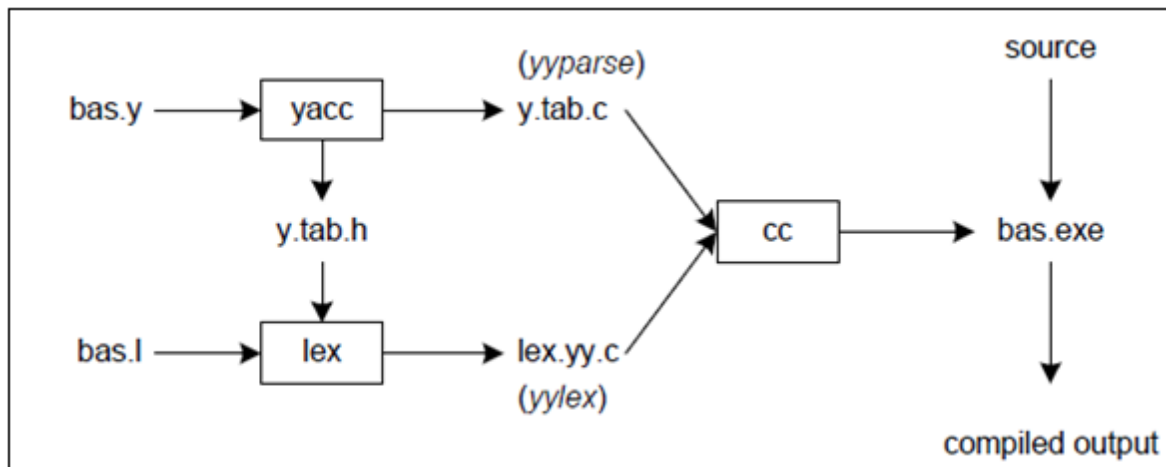 source
(yyparse)
bas.y
yacc
y.tab.c
y.tab.h
cc
bas.exe
bas.l
lex
lex.yy.c
(yylex)
compiled output